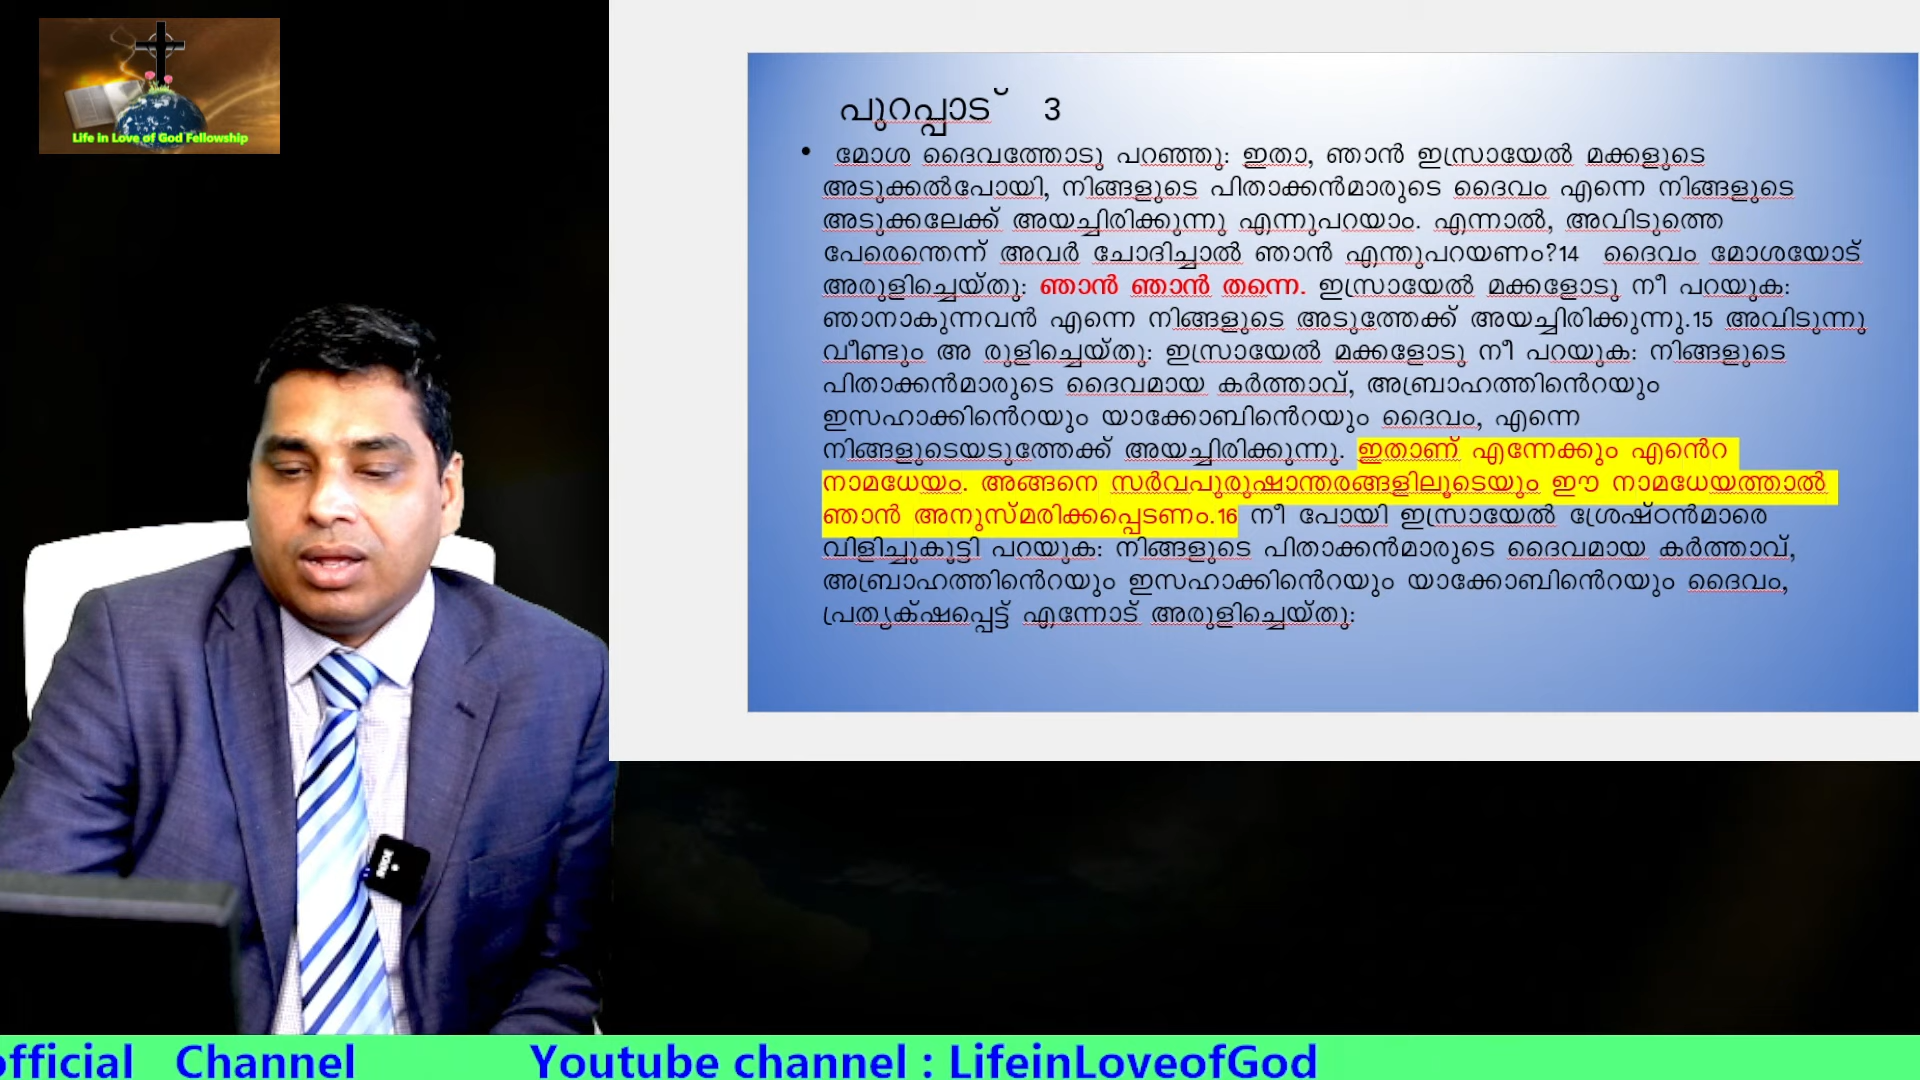 Life in Love of God Fellowship
പുറപ്പാട് 3
• മോശ ദൈവത്തോടു പറഞ്ഞു: ഇതാ, ഞാൻ ഇസ്രായേൽ മക്കളുടെ
അടുക്കൽപോയി, നിങ്ങളുടെ പിതാക്കൻമാരുടെ ദൈവം എന്നെ നിങ്ങളുടെ
അടുക്കലേക്ക് അയച്ചിരിക്കുന്നു എന്നുപറയാം. എന്നാൽ, അവിടുത്തെ
പേരെന്തെന്ന് അവർ ചോദിച്ചാൽ ഞാൻ എന്തുപറയണം?14 ദൈവം മോശയോട്
അരുളിച്ചെയ്തു: ഞാൻ ഞാൻ തന്നെ. ഇസ്രായേൽ മക്കളോടു നീ പറയുക:
ഞാനാകുന്നവൻ എന്നെ നിങ്ങളുടെ അടുത്തേക്ക് അയച്ചിരിക്കുന്നു.15 അവിടുന്നു
വീണ്ടും അ രുളിച്ചെയ്തു: ഇസ്രായേൽ മക്കളോടു നീ പറയുക: നിങ്ങളുടെ
പിതാക്കൻമാരുടെ ദൈവമായ കർത്താവ്, അബ്രാഹത്തിൻെറയും
ഇസഹാക്കിൻെറയും യാക്കോബിൻെറയും ദൈവം, എന്നെ
നിങ്ങളുടെയടുത്തേക്ക് അയച്ചിരിക്കുന്നു. ഇതാണ് എന്നേക്കും എൻെറ
നാമധേയം. അങ്ങനെ സർവപുരുഷാന്തരങ്ങളിലൂടെയും ഈ നാമധേയത്താൽ
ഞാൻ അനുസ്മരിക്കപ്പെടണം.16 നീ പോയി ഇസ്രായേൽ ശ്രേഷ്ഠൻമാരെ
വിളിച്ചുകൂട്ടി പറയുക: നിങ്ങളുടെ പിതാക്കൻമാരുടെ ദൈവമായ കർത്താവ്,
അബ്രാഹത്തിൻെറയും ഇസഹാക്കിൻെറയും യാക്കോബിൻെറയും ദൈവം,
പ്രത്യക്ഷപ്പെട്ട് എന്നോട് അരുളിച്ചെയ്തു:
RODE
official Channel Youtube channel : LifeinLoveofGod